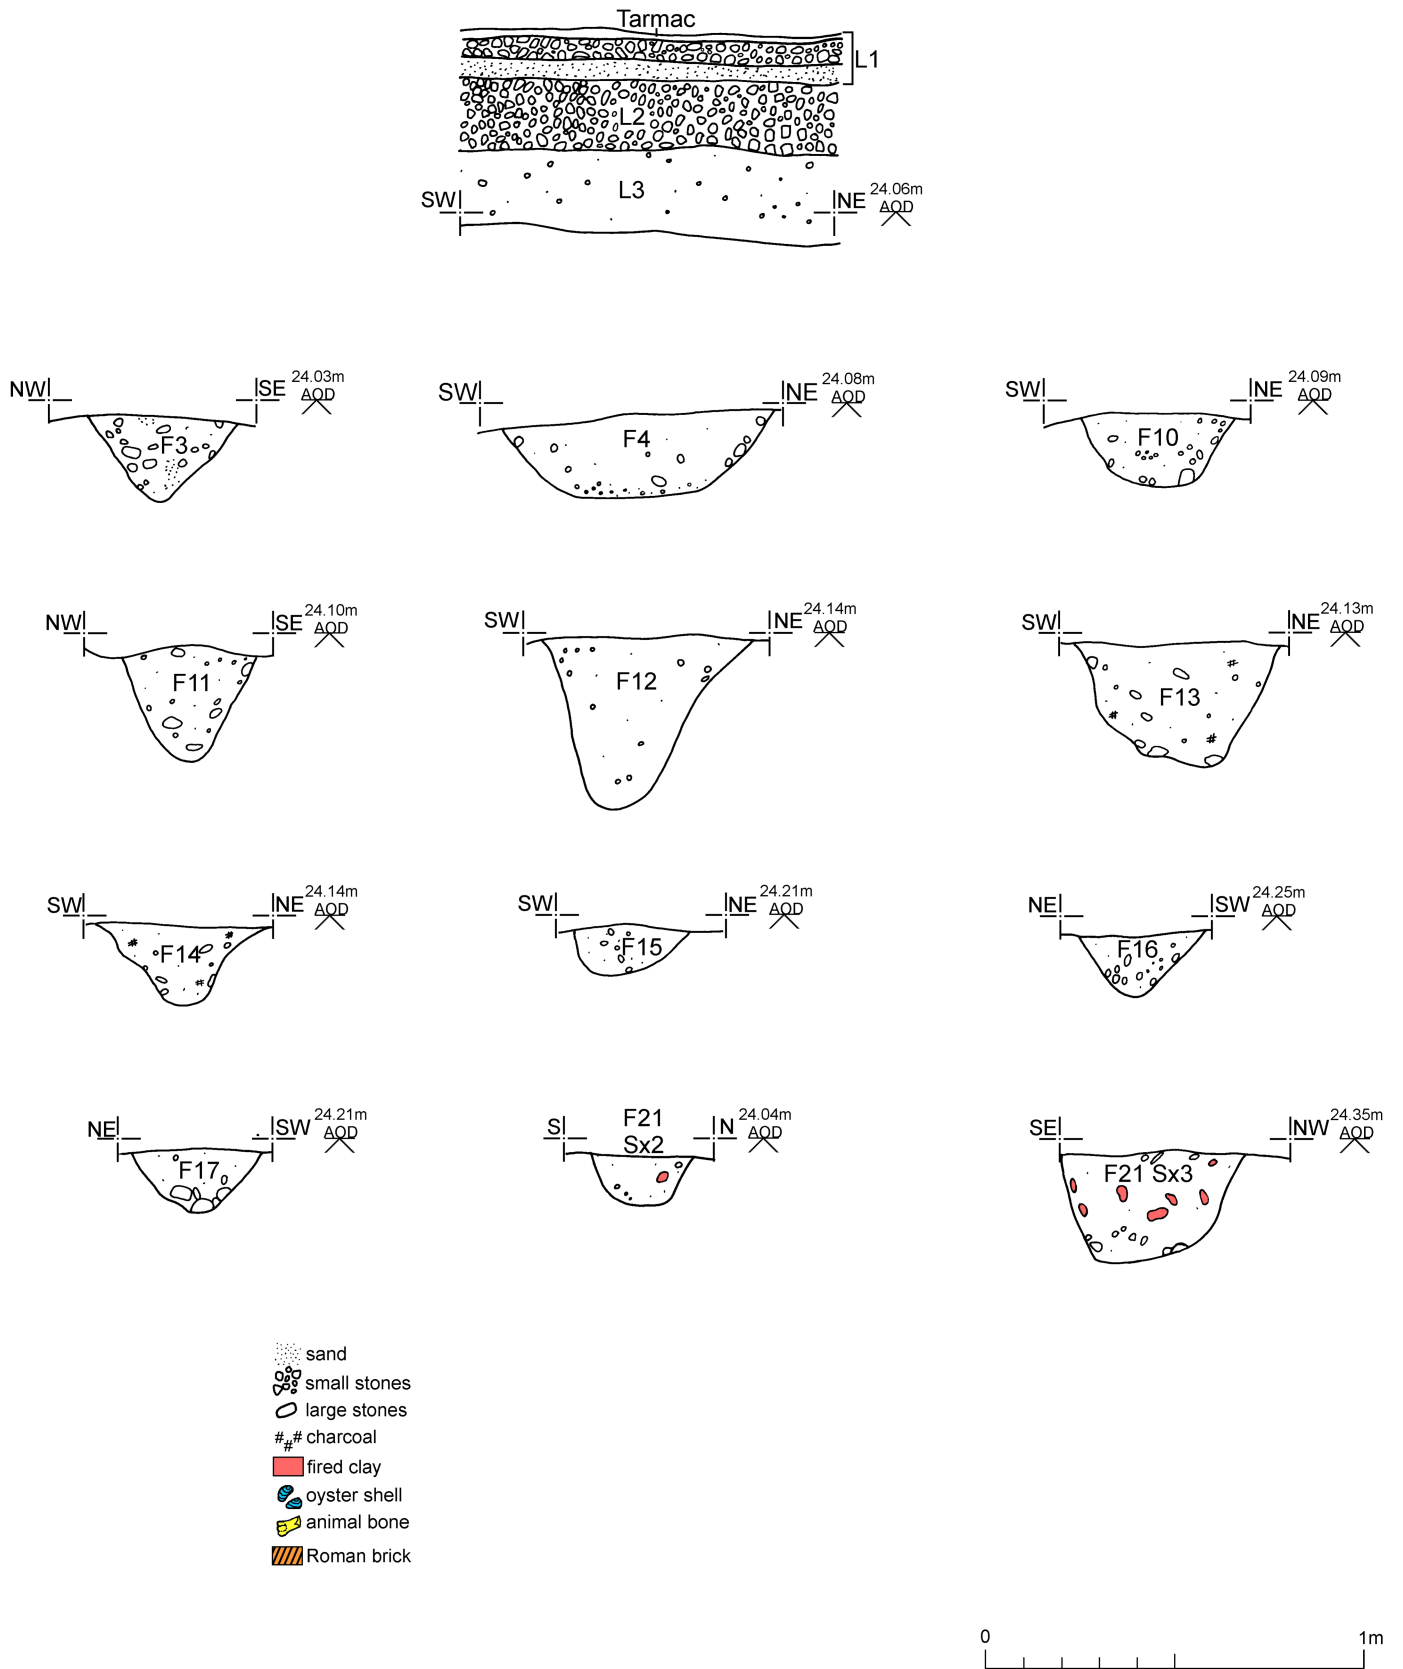 Tarmac
L1
L2
L3
SW NE 24.06m AOD
NW SE 24.03m AOD
F3
SW NE 24.08m AOD
F4
SW NE 24.09m AOD
F10
NW SE 24.10m AOD
F11
SW NE 24.14m AOD
F12
SW NE 24.13m AOD
F13
SW NE 24.14m AOD
F14
SW NE 24.21m AOD
F15
NE SW 24.25m AOD
F16
NE SW 24.21m AOD
F17
S N 24.04m AOD
F21
Sx2
SE NW 24.35m AOD
F21 Sx3
sand
small stones
large stones
charcoal
fired clay
oyster shell
animal bone
Roman brick
0 1m